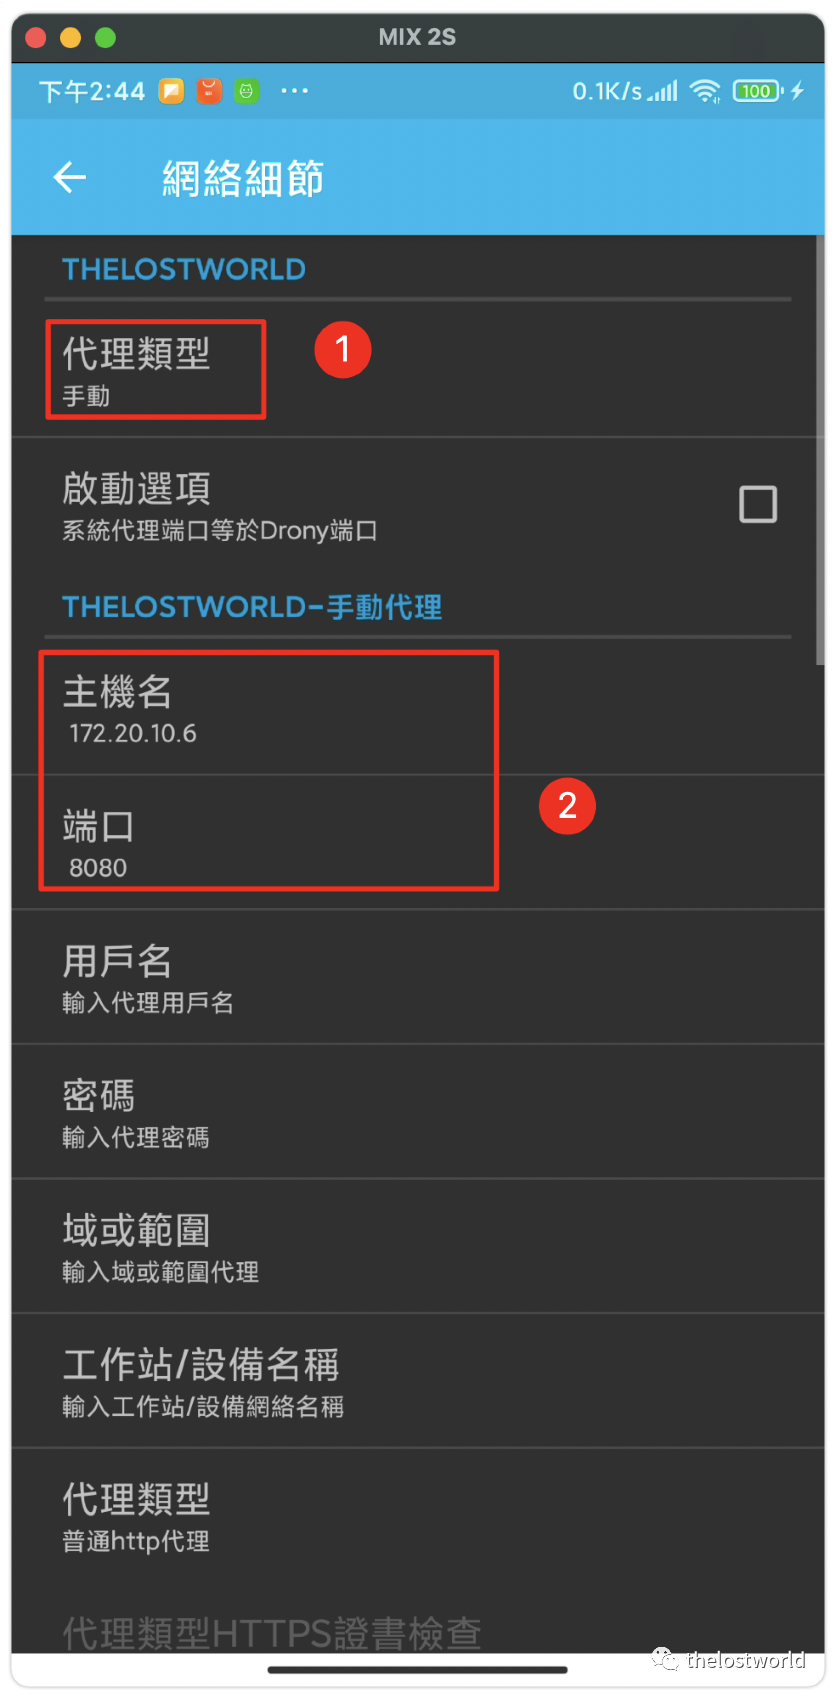 MIX 2S
下午2:44
0.1K/s
100
網絡細節
THELOSTWORLD
代理類型
1
手動
啟動選項
系統代理端口等於Drony端口
THELOSTWORLD-手動代理
主機名
172.20.10.6
2
端口
8080
用戶名
輸入代理用戶名
密碼
輸入代理密碼
域或範圍
輸入域或範圍代理
工作站/設備名稱
輸入工作站/設備網絡名稱
代理類型
普通http代理
代理類型HTTPS證書檢查
thelostworld